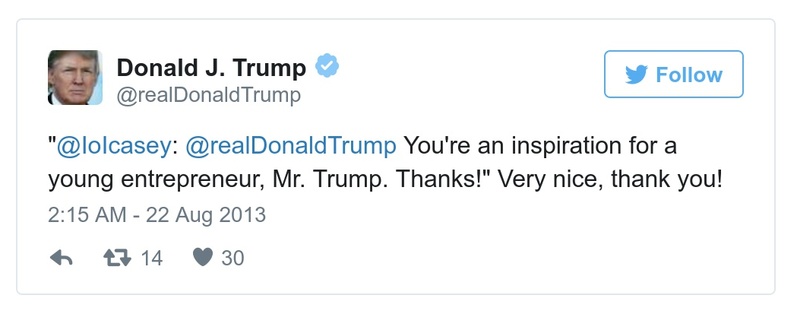 Donald J. Trump
@realDonaldTrump
Follow
"@lolcasey: @realDonaldTrump You're an inspiration for a
young entrepreneur, Mr. Trump. Thanks!" Very nice, thank you!
2:15 AM - 22 Aug 2013
14 30